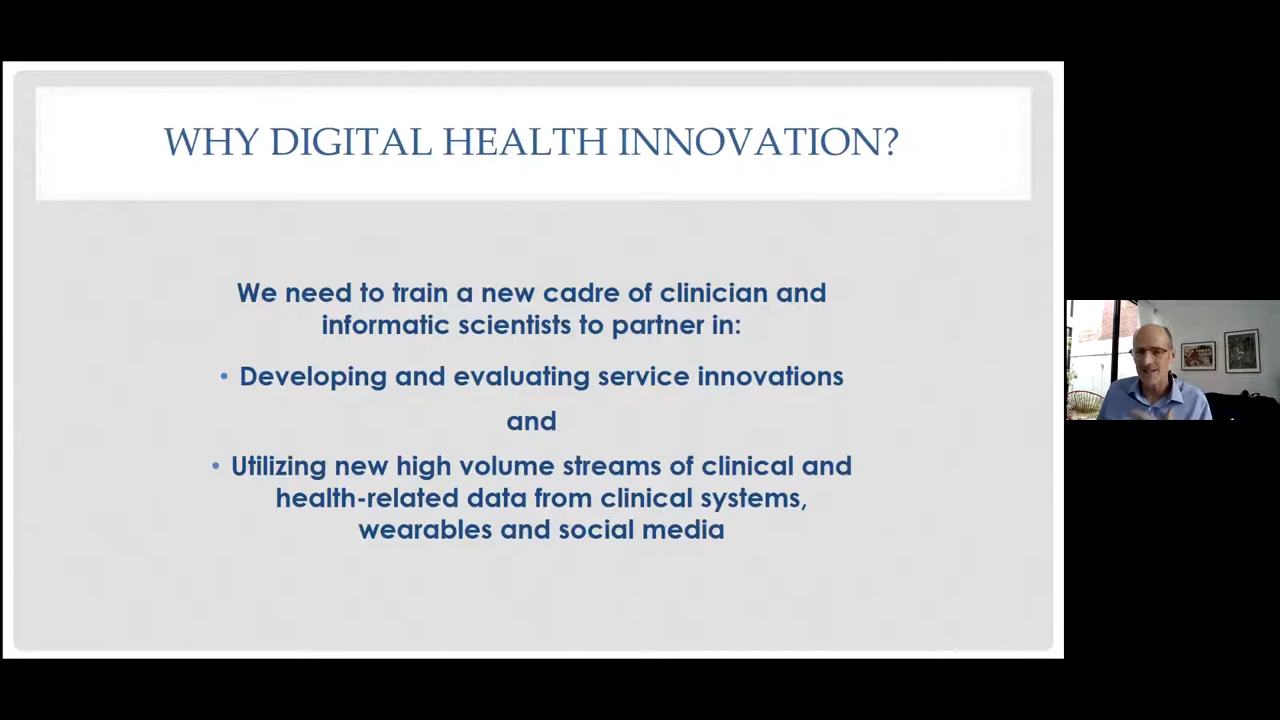 WHY DIGITAL HEALTH INNOVATION?
We need to train a new cadre of clinician and
informatic scientists to partner in:
• Developing and evaluating service innovations
and
• Utilizing new high volume streams of clinical and
health-related data from clinical systems,
wearables and social media